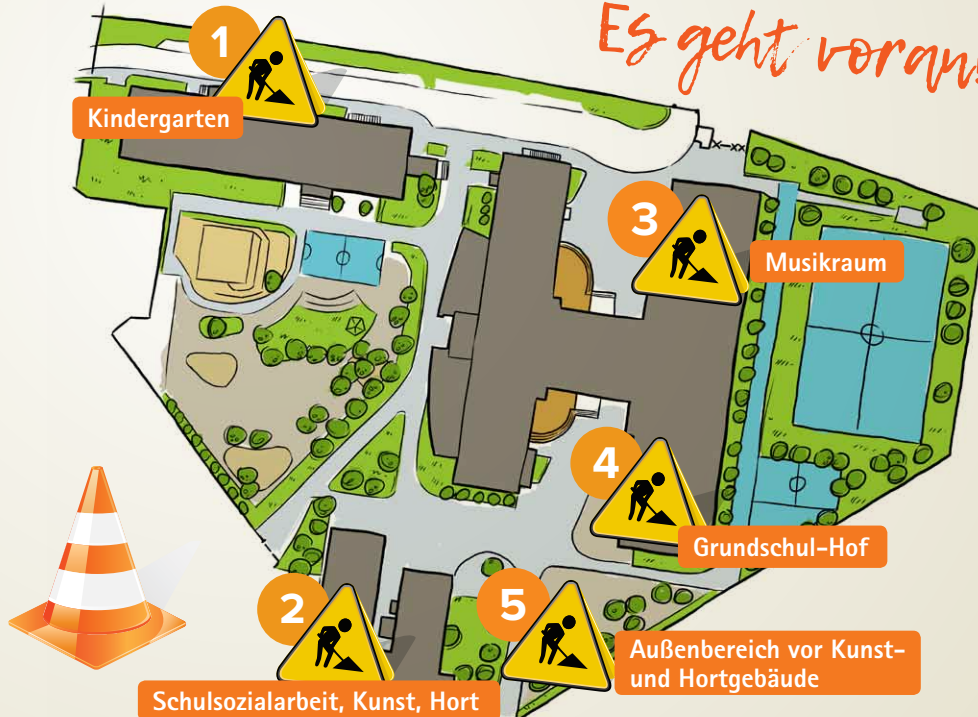 Es geht voran!
1
Kindergarten
3
Musikraum
4
Grundschul-Hof
2
Schulsozialarbeit, Kunst, Hort
5
Außenbereich vor Kunst-
und Hortgebäude